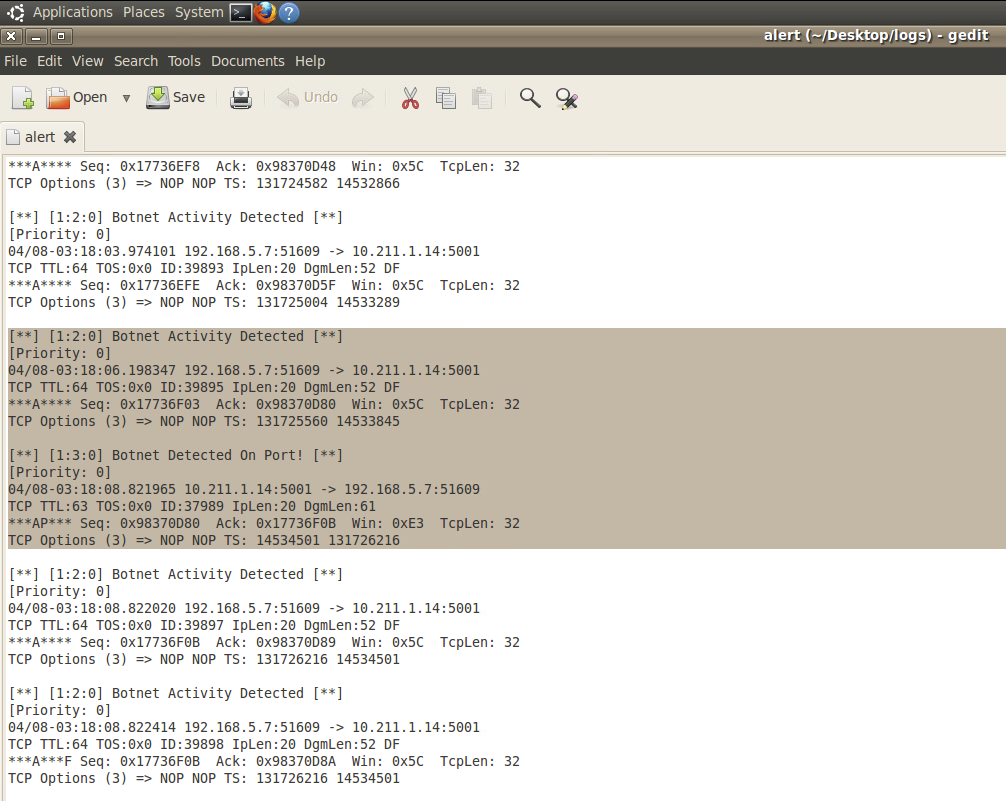 Applications Places System
alert (~/Desktop/logs) - gedit
File Edit View Search Tools Documents Help
Open Save Undo
alert
***A**** Seq: 0x17736EF8  Ack: 0x98370D48  Win: 0x5C  TcpLen: 32
TCP Options (3) => NOP NOP TS: 131724582 14532866
[**] [1:2:0] Botnet Activity Detected [**]
[Priority: 0]
04/08-03:18:03.974101 192.168.5.7:51609 -> 10.211.1.14:5001
TCP TTL:64 TOS:0x0 ID:39893 IpLen:20 DgmLen:52 DF
***A**** Seq: 0x17736EFE  Ack: 0x98370D5F  Win: 0x5C  TcpLen: 32
TCP Options (3) => NOP NOP TS: 131725004 14533289
[**] [1:2:0] Botnet Activity Detected [**]
[Priority: 0]
04/08-03:18:06.198347 192.168.5.7:51609 -> 10.211.1.14:5001
TCP TTL:64 TOS:0x0 ID:39895 IpLen:20 DgmLen:52 DF
***A**** Seq: 0x17736F03  Ack: 0x98370D80  Win: 0x5C  TcpLen: 32
TCP Options (3) => NOP NOP TS: 131725560 14533845
[**] [1:3:0] Botnet Detected On Port! [**]
[Priority: 0]
04/08-03:18:08.821965 10.211.1.14:5001 -> 192.168.5.7:51609
TCP TTL:63 TOS:0x0 ID:37989 IpLen:20 DgmLen:61
***AP*** Seq: 0x98370D80  Ack: 0x17736F0B  Win: 0xE3  TcpLen: 32
TCP Options (3) => NOP NOP TS: 14534501 131726216
[**] [1:2:0] Botnet Activity Detected [**]
[Priority: 0]
04/08-03:18:08.822020 192.168.5.7:51609 -> 10.211.1.14:5001
TCP TTL:64 TOS:0x0 ID:39897 IpLen:20 DgmLen:52 DF
***A**** Seq: 0x17736F0B  Ack: 0x98370D89  Win: 0x5C  TcpLen: 32
TCP Options (3) => NOP NOP TS: 131726216 14534501
[**] [1:2:0] Botnet Activity Detected [**]
[Priority: 0]
04/08-03:18:08.822414 192.168.5.7:51609 -> 10.211.1.14:5001
TCP TTL:64 TOS:0x0 ID:39898 IpLen:20 DgmLen:52 DF
***A***F Seq: 0x17736F0B  Ack: 0x98370D8A  Win: 0x5C  TcpLen: 32
TCP Options (3) => NOP NOP TS: 131726216 14534501